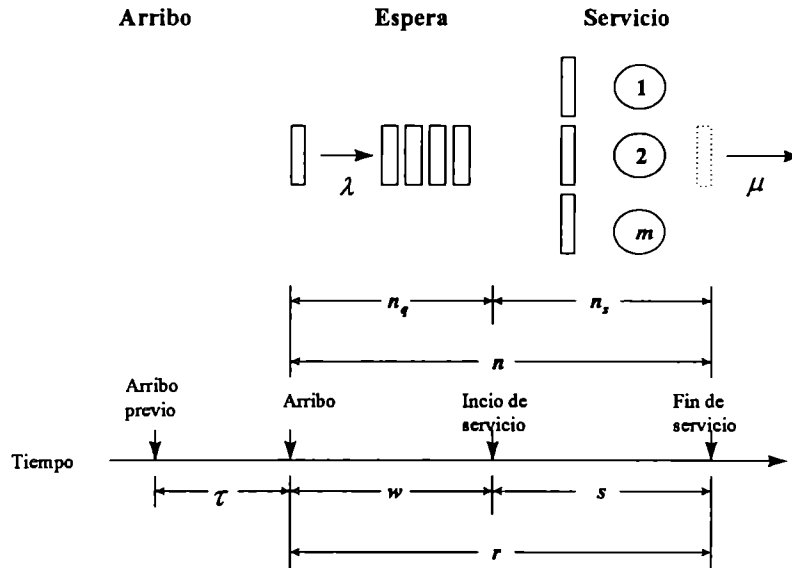 Arribo Espera Servicio
1
2
m
λ
μ
n_q n_s
n
Arribo
previo
Arribo
Incio de
servicio
Fin de
servicio
Tiempo
τ w s
r